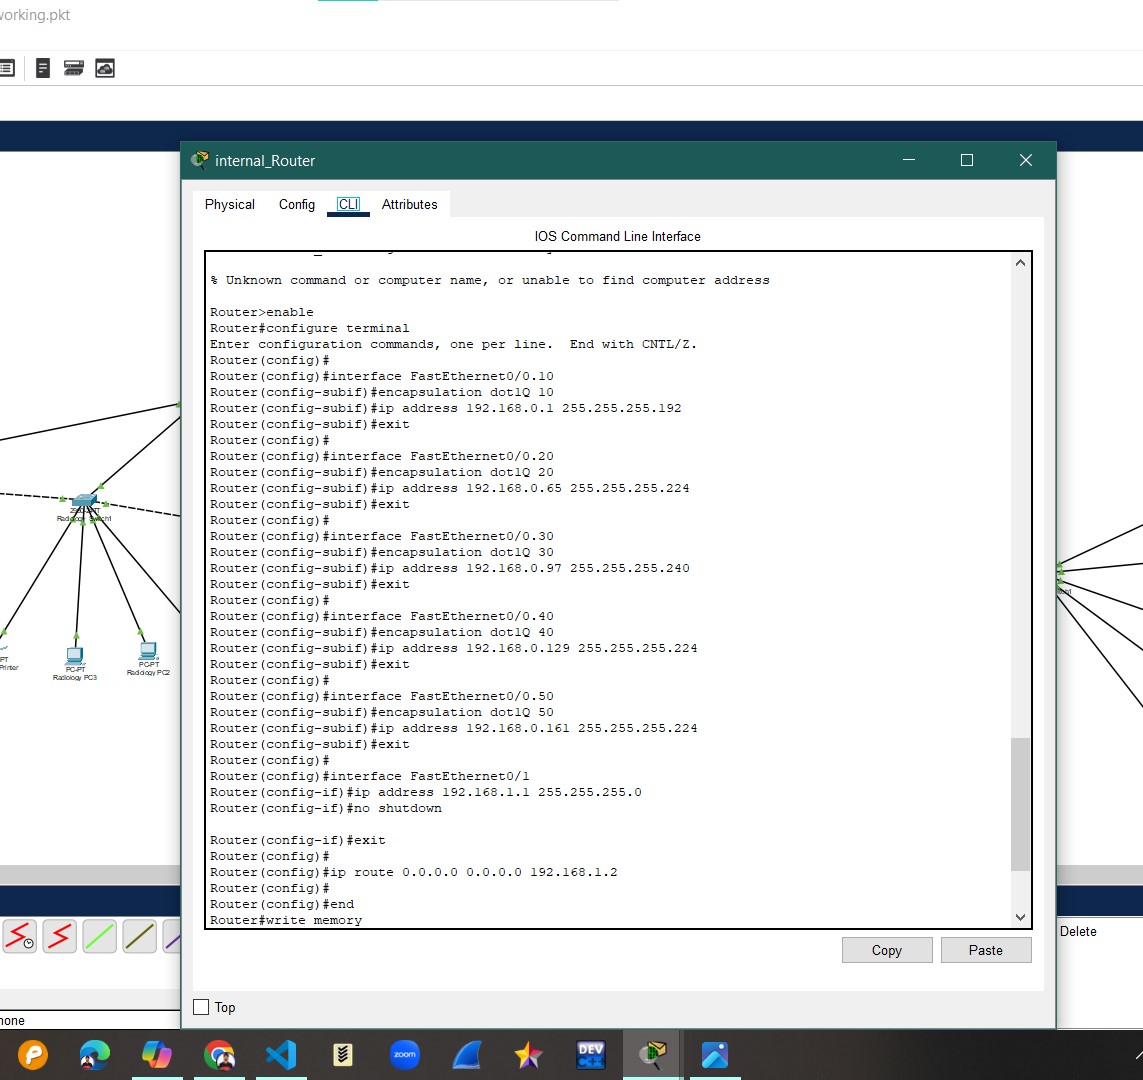 working.pkt
internal_Router
Physical Config CLI Attributes
IOS Command Line Interface
% Unknown command or computer name, or unable to find computer address
Router>enable
Router#configure terminal
Enter configuration commands, one per line.  End with CNTL/Z.
Router(config)#
Router(config)#interface FastEthernet0/0.10
Router(config-subif)#encapsulation dot1Q 10
Router(config-subif)#ip address 192.168.0.1 255.255.255.192
Router(config-subif)#exit
Router(config)#
Router(config)#interface FastEthernet0/0.20
Router(config-subif)#encapsulation dot1Q 20
Router(config-subif)#ip address 192.168.0.65 255.255.255.224
Router(config-subif)#exit
Router(config)#
Router(config)#interface FastEthernet0/0.30
Router(config-subif)#encapsulation dot1Q 30
Router(config-subif)#ip address 192.168.0.97 255.255.255.240
Router(config-subif)#exit
Router(config)#
Router(config)#interface FastEthernet0/0.40
Router(config-subif)#encapsulation dot1Q 40
Router(config-subif)#ip address 192.168.0.129 255.255.255.224
Router(config-subif)#exit
Router(config)#
Router(config)#interface FastEthernet0/0.50
Router(config-subif)#encapsulation dot1Q 50
Router(config-subif)#ip address 192.168.0.161 255.255.255.224
Router(config-subif)#exit
Router(config)#
Router(config)#interface FastEthernet0/1
Router(config-if)#ip address 192.168.1.1 255.255.255.0
Router(config-if)#no shutdown
Router(config-if)#exit
Router(config)#
Router(config)#ip route 0.0.0.0 0.0.0.0 192.168.1.2
Router(config)#
Router(config)#end
Router#write memory
Copy Paste
Top
Radiology Switch1
PT
Printer
PC-PT
Radiology PC3
PC-PT
Radiology PC2
Delete
zoom
DEV
C++